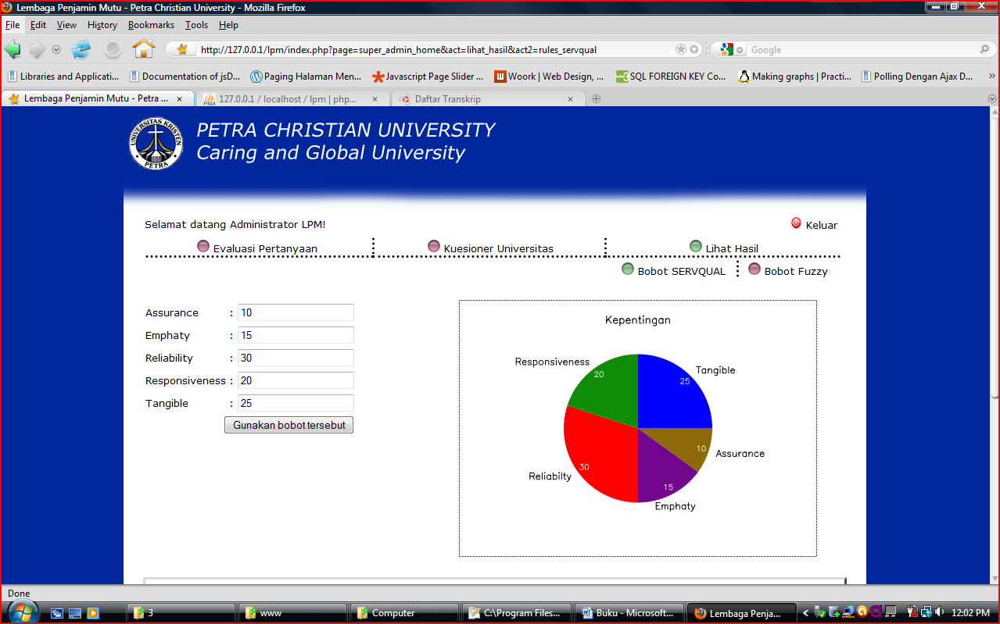 Lembaga Penjamin Mutu - Petra Christian University - Mozilla Firefox
File Edit View History Bookmarks Tools Help
http://127.0.0.1/lpm/index.php?page=super_admin_home&act=lihat_hasil&act2=rules_servqual
Google
Libraries and Applicati... Documentation of jsD... Paging Halaman Men... Javascript Page Slider ... Woork | Web Design, ... SQL FOREIGN KEY Co... Making graphs | Practi... Polling Dengan Ajax D... »
Lembaga Penjamin Mutu - Petra ... 127.0.0.1 / localhost / lpm | php... Daftar Transkrip
UNIVERSITAS KRISTEN PETRA
PETRA CHRISTIAN UNIVERSITY
Caring and Global University
Selamat datang Administrator LPM!
Keluar
Evaluasi Pertanyaan Kuesioner Universitas Lihat Hasil
Bobot SERVQUAL Bobot Fuzzy
Assurance : 10
Emphaty : 15
Reliability : 30
Responsiveness : 20
Tangible : 25
Gunakan bobot tersebut
Kepentingan
Responsiveness
20
Tangible
25
10
Assurance
Reliabilty
30
15
Emphaty
Done
3 www Computer C:\Program Files... Buku - Microsoft... Lembaga Penja... 12:02 PM